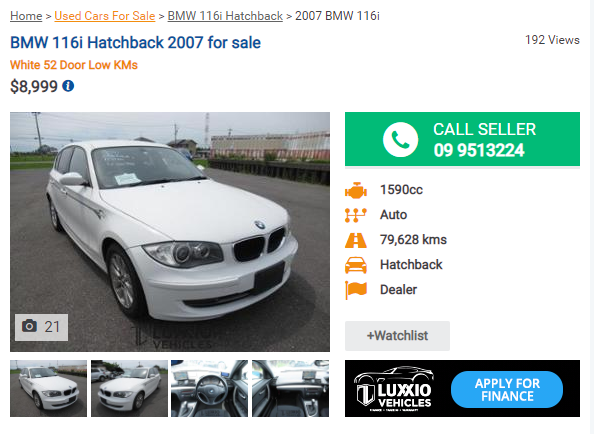 Home > Used Cars For Sale > BMW 116i Hatchback > 2007 BMW 116i
BMW 116i Hatchback 2007 for sale
192 Views
White 52 Door Low KMs
$8,999
CALL SELLER
09 9513224
1590cc
Auto
79,628 kms
Hatchback
Dealer
21
LUXXIO
VEHICLES
+Watchlist
LUXXIO
VEHICLES
APPLY FOR
FINANCE